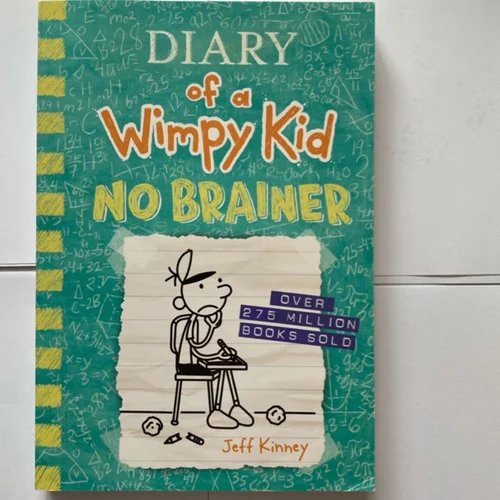 DIARY
of a
Wimpy Kid
NO BRAINER
OVER
275 MILLION
BOOKS SOLD
Jeff Kinney